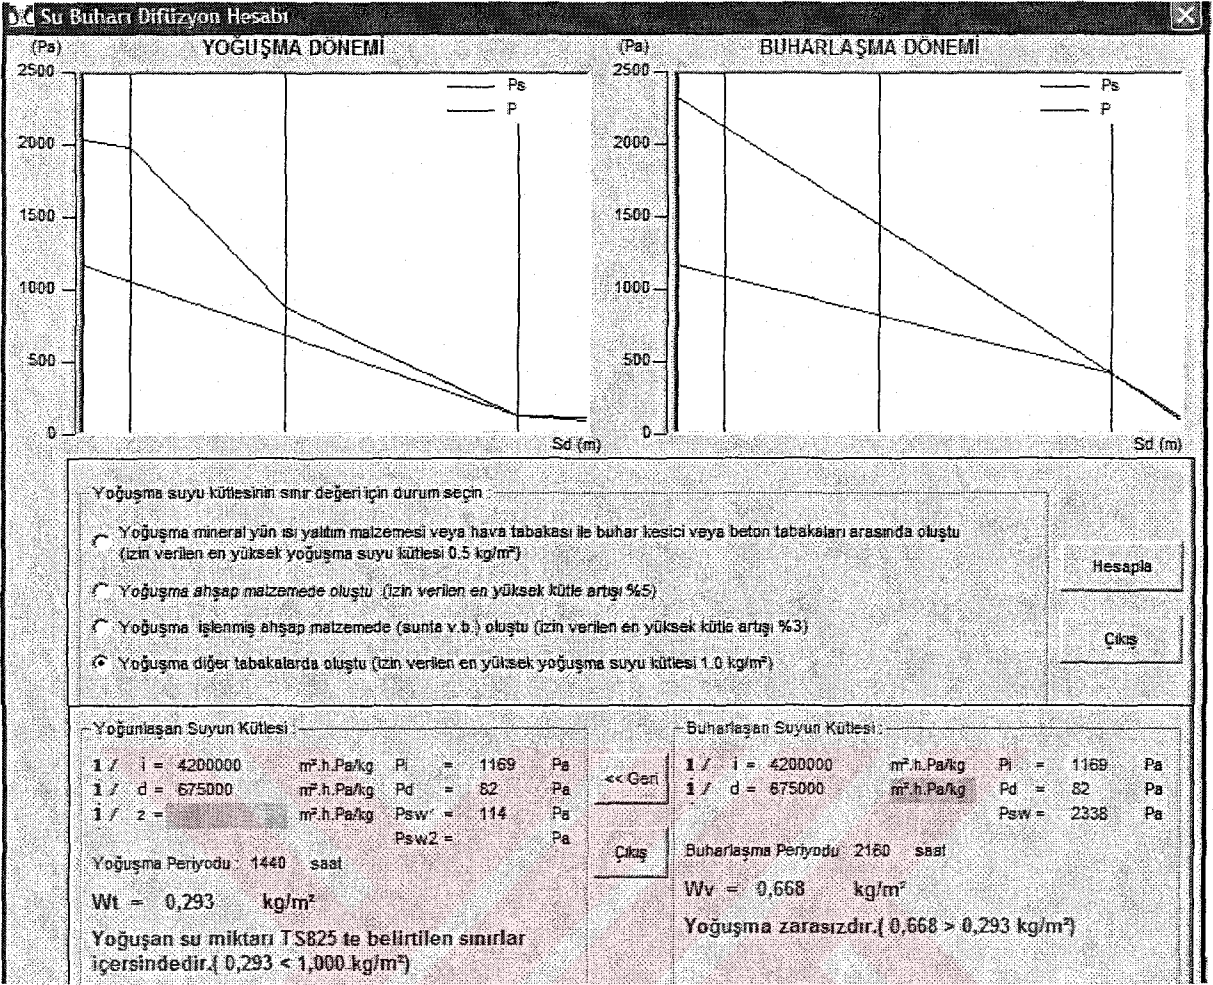 Su Buharı Difüzyon Hesabı
(Pa) YOĞUŞMA DÖNEMİ
2500
2000
1500
1000
500
0
Ps
P
Sd (m)
(Pa) BUHARLAŞMA DÖNEMİ
2500
2000
1500
1000
500
0
Ps
P
Sd (m)
Yoğuşma suyu kütlesinin sınır değeri için durum seçin :
Yoğuşma mineral yün ısı yalıtım malzemesi veya hava tabakası ile buhar kesici veya beton tabakaları arasında oluştu
(izin verilen en yüksek yoğuşma suyu kütlesi 0.5 kg/m²)
Yoğuşma ahşap malzemede oluştu (izin verilen en yüksek kütle artışı %5)
Yoğuşma işlenmiş ahşap malzemede (sunta v.b.) oluştu (izin verilen en yüksek kütle artışı %3)
Yoğuşma diğer tabakalarda oluştu (izin verilen en yüksek yoğuşma suyu kütlesi 1.0 kg/m²)
Hesapla
Çıkış
Yoğunlaşan Suyun Kütlesi :
1 / i = 4200000 m².h.Pa/kg Pi = 1169 Pa
1 / d = 675000 m².h.Pa/kg Pd = 82 Pa
1 / z = m².h.Pa/kg Psw1 = 114 Pa
Psw2 = Pa
Yoğuşma Periyodu : 1440 saat
Wt = 0,293 kg/m²
Yoğuşan su miktarı TS825 te belirtilen sınırlar
içersindedir.( 0,293 < 1,000 kg/m²)
<< Geri
Çıkış
Buharlaşan Suyun Kütlesi :
1 / i = 4200000 m².h.Pa/kg Pi = 1169 Pa
1 / d = 675000 m².h.Pa/kg Pd = 82 Pa
Psw = 2338 Pa
Buharlaşma Periyodu : 2160 saat
Wv = 0,668 kg/m²
Yoğuşma zarasızdır.( 0,668 > 0,293 kg/m²)